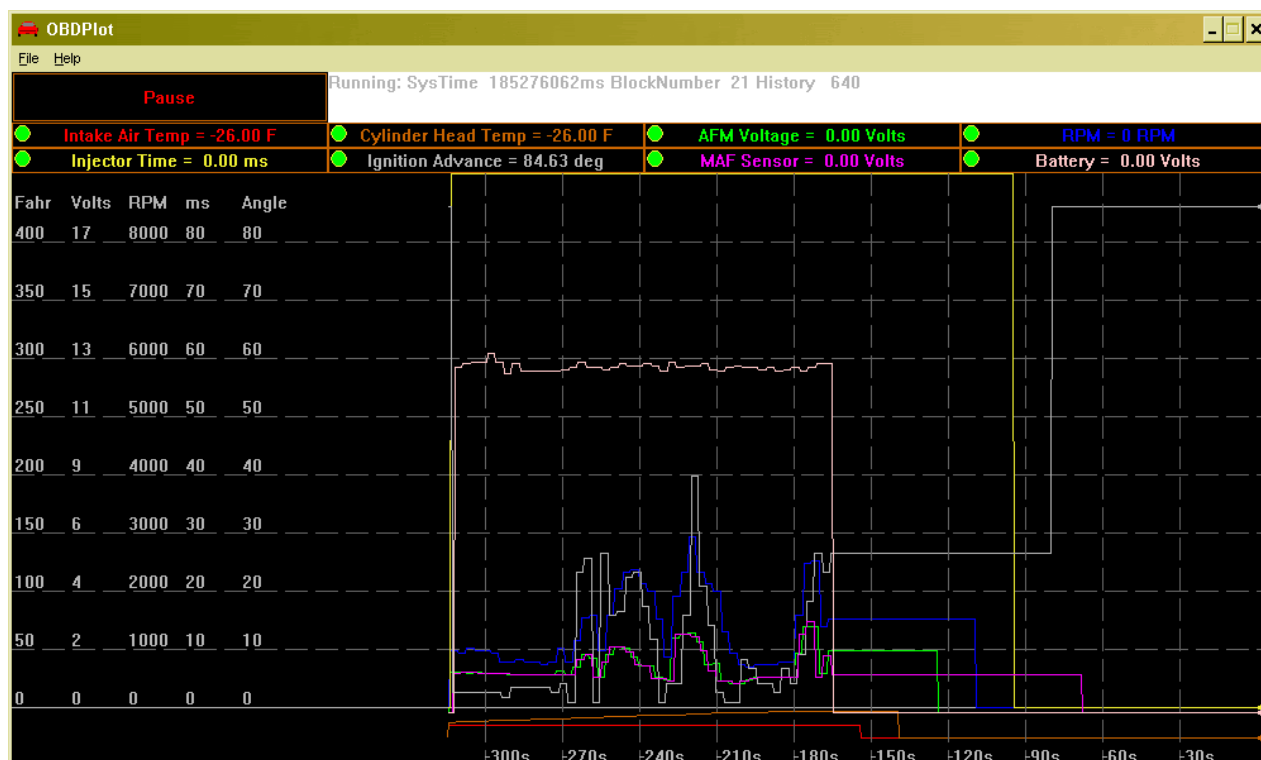 OBDPlot
File Help
Pause
Running: SysTime 185276062ms BlockNumber 21 History 640
Intake Air Temp = -26.00 F Cylinder Head Temp = -26.00 F AFM Voltage = 0.00 Volts RPM = 0 RPM
Injector Time = 0.00 ms Ignition Advance = 84.63 deg MAF Sensor = 0.00 Volts Battery = 0.00 Volts
Fahr Volts RPM ms Angle
400 17 8000 80 80
350 15 7000 70 70
300 13 6000 60 60
250 11 5000 50 50
200 9 4000 40 40
150 6 3000 30 30
100 4 2000 20 20
50 2 1000 10 10
0 0 0 0 0
-300s -270s -240s -210s -180s -150s -120s -90s -60s -30s